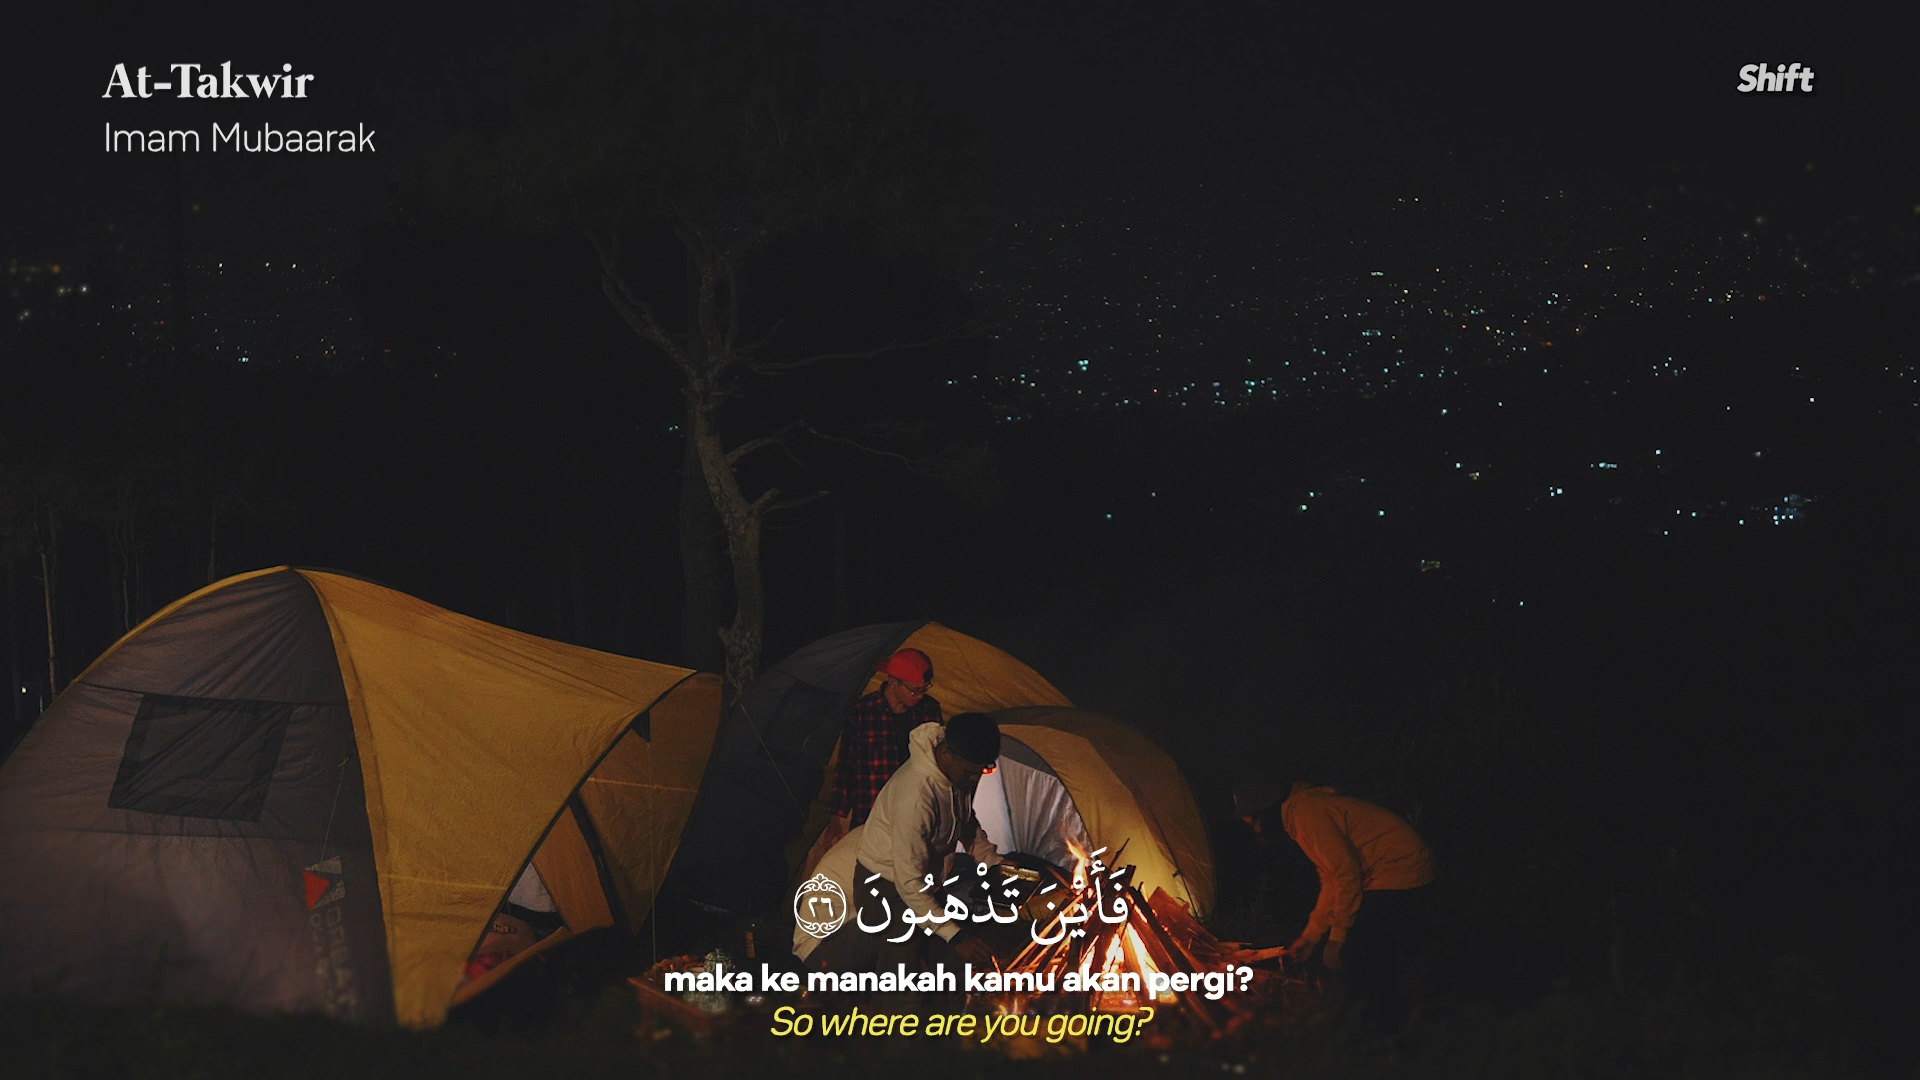 At-Takwir
Imam Mubaarak
Shift
فَأَيْنَ تَذْهَبُونَ ٢٦
maka ke manakah kamu akan pergi?
So where are you going?